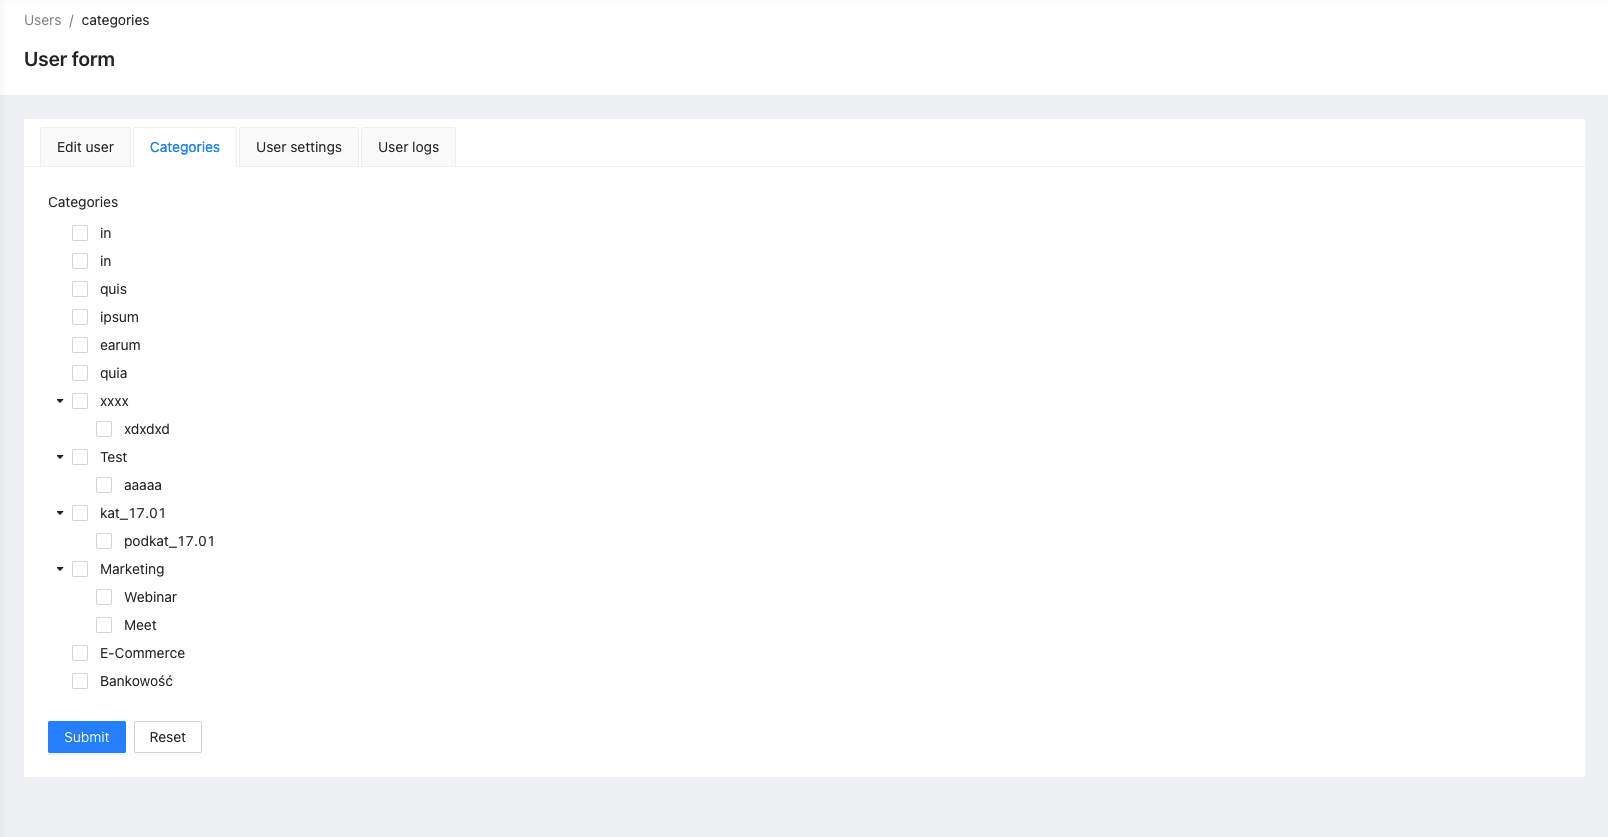 Users / categories
User form
Edit user Categories User settings User logs
Categories
in
in
quis
ipsum
earum
quia
xxxx
xdxdxd
Test
aaaaa
kat_17.01
podkat_17.01
Marketing
Webinar
Meet
E-Commerce
Bankowość
Submit Reset